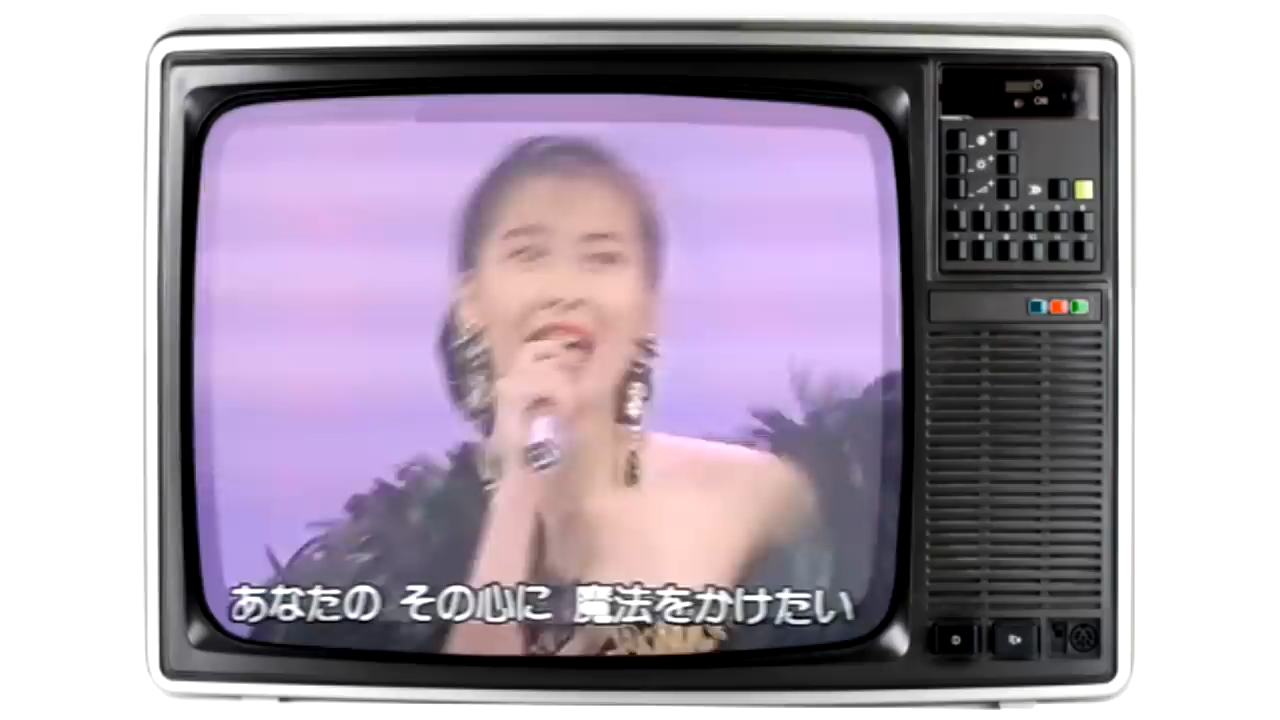 あなたの その心に 魔法をかけたい